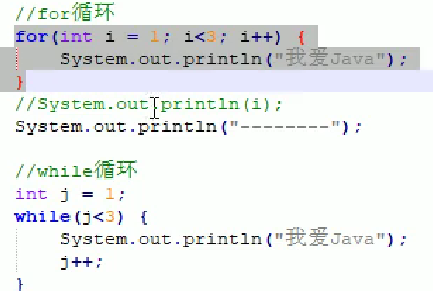 //for循环
for(int i = 1; i<3; i++) {
    System.out.println("我爱Java");
}
//System.out.println(i);
System.out.println("--------");

//while循环
int j = 1;
while(j<3) {
    System.out.println("我爱Java");
    j++;
}